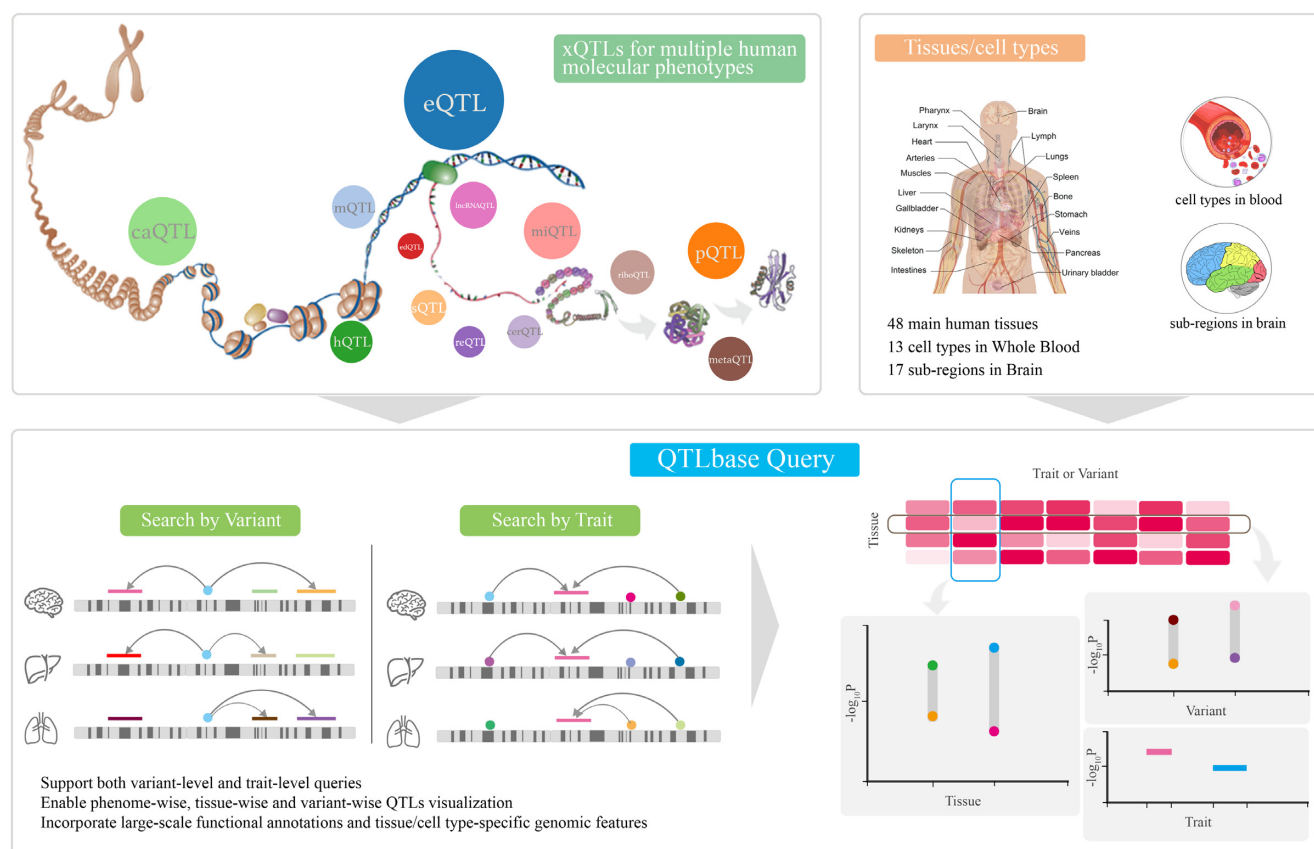 xQTLs for multiple human
molecular phenotypes
eQTL
mQTL
lncRNAQTL
caQTL
edQTL
miQTL
pQTL
riboQTL
sQTL
hQTL
reQTL
cerQTL
metaQTL
Tissues/cell types
Pharynx
Brain
Larynx
Lymph
Heart
Lungs
Arteries
Muscles
Spleen
Liver
Bone
Gallbladder
Stomach
Kidneys
Veins
Skeleton
Pancreas
Intestines
Urinary bladder
cell types in blood
sub-regions in brain
48 main human tissues
13 cell types in Whole Blood
17 sub-regions in Brain
QTLbase Query
Search by Variant
Search by Trait
Trait or Variant
Tissue
-log10P
Tissue
-log10P
Variant
-log10P
Trait
Support both variant-level and trait-level queries
Enable phenome-wise, tissue-wise and variant-wise QTLs visualization
Incorporate large-scale functional annotations and tissue/cell type-specific genomic features